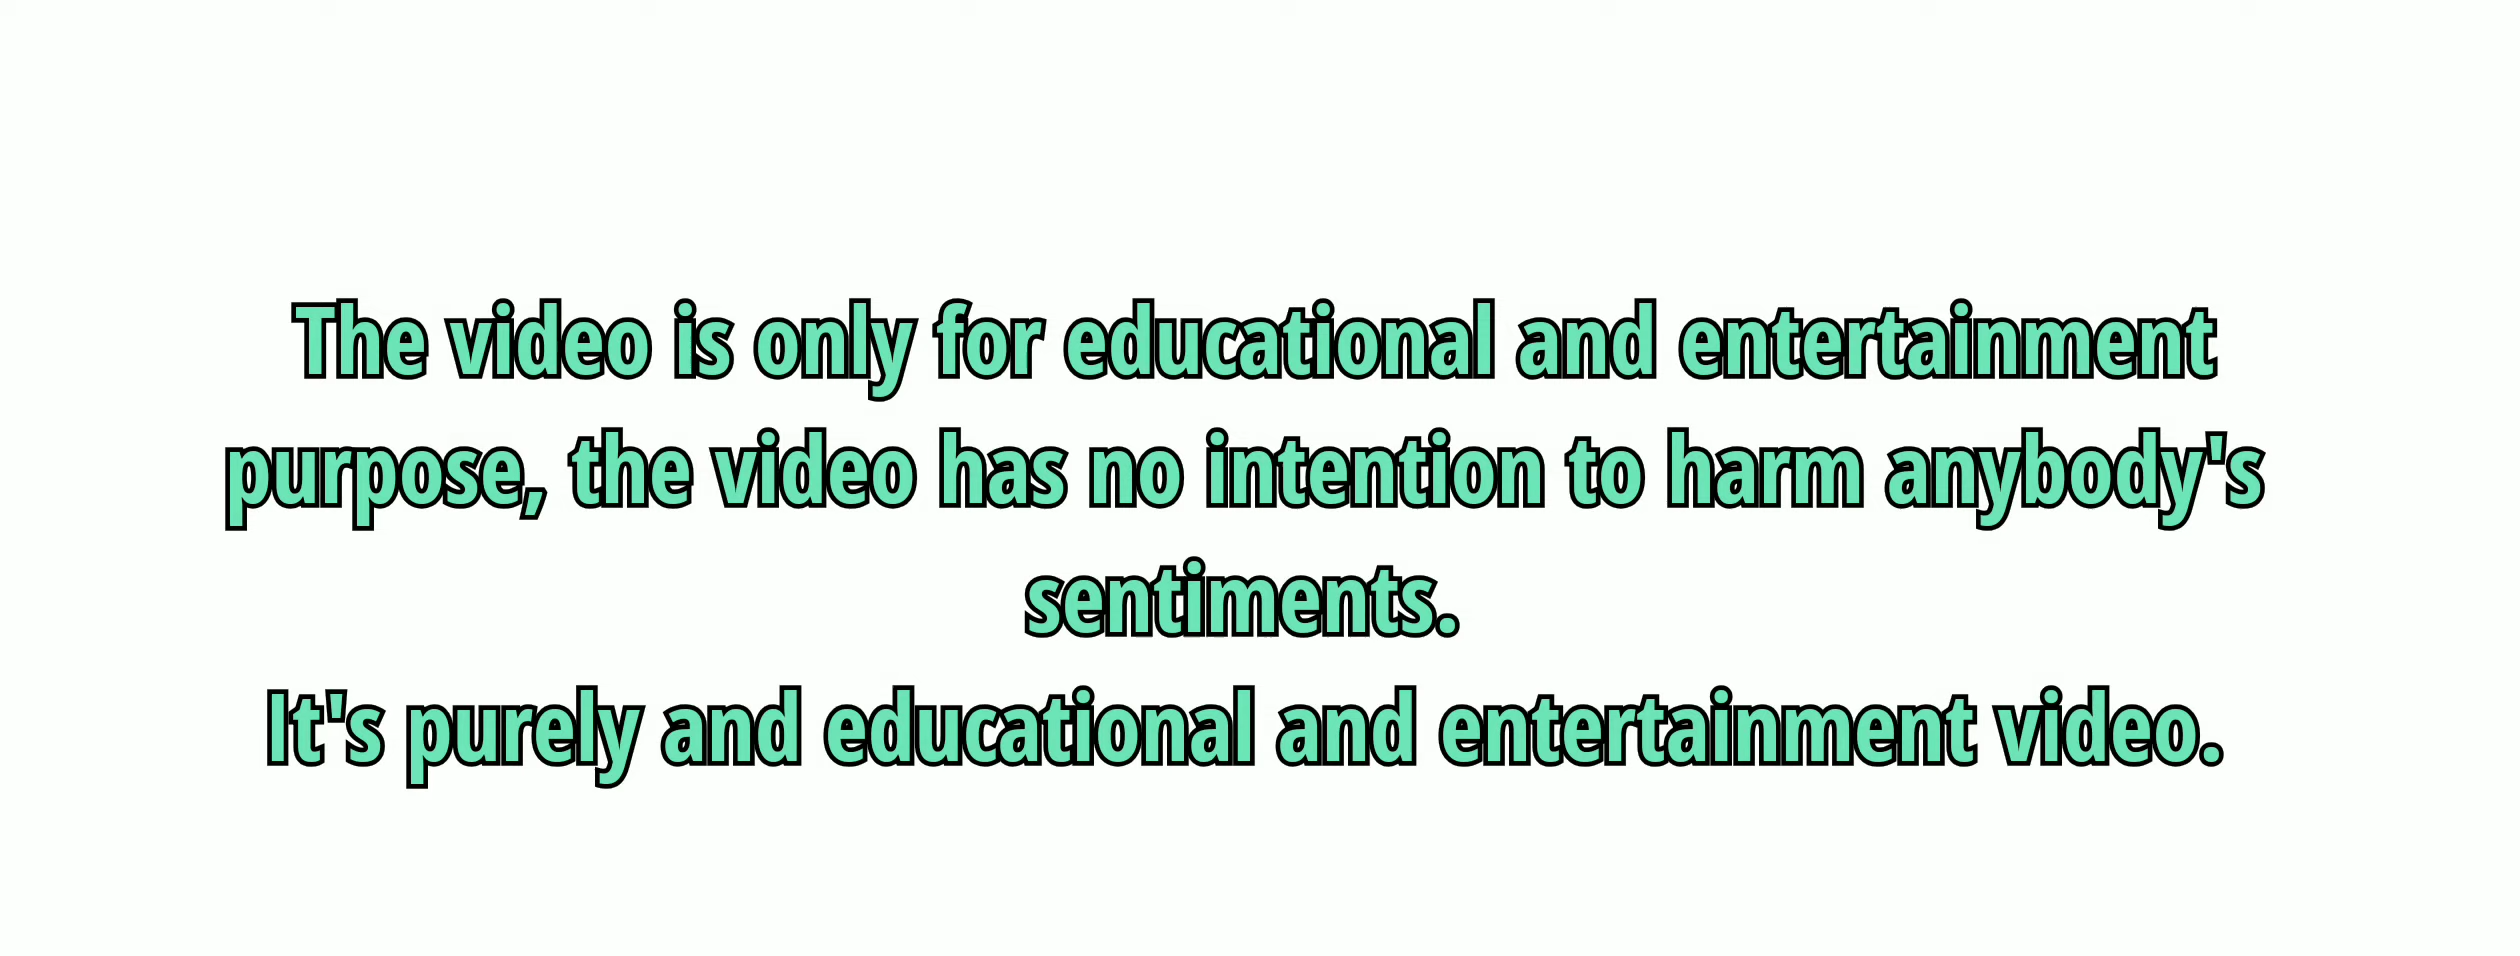 The video is only for educational and entertainment
purpose, the video has no intention to harm anybody's
sentiments.
It's purely and educational and entertainment video.